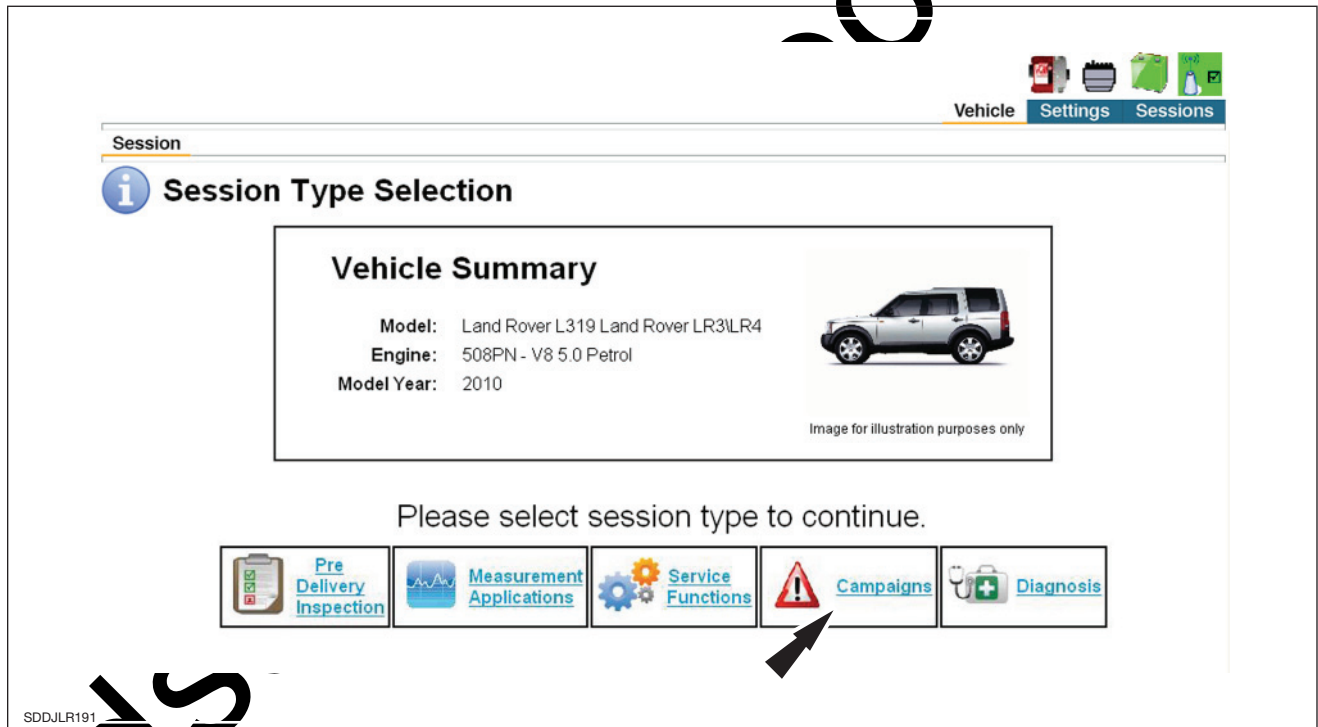 Vehicle Settings Sessions
Session
Session Type Selection
Vehicle Summary
Model: Land Rover L319 Land Rover LR3\LR4
Engine: 508PN - V8 5.0 Petrol
Model Year: 2010
Image for illustration purposes only
Please select session type to continue.
Pre
Delivery
Inspection
Measurement
Applications
Service
Functions
Campaigns
Diagnosis
SDDJLR191